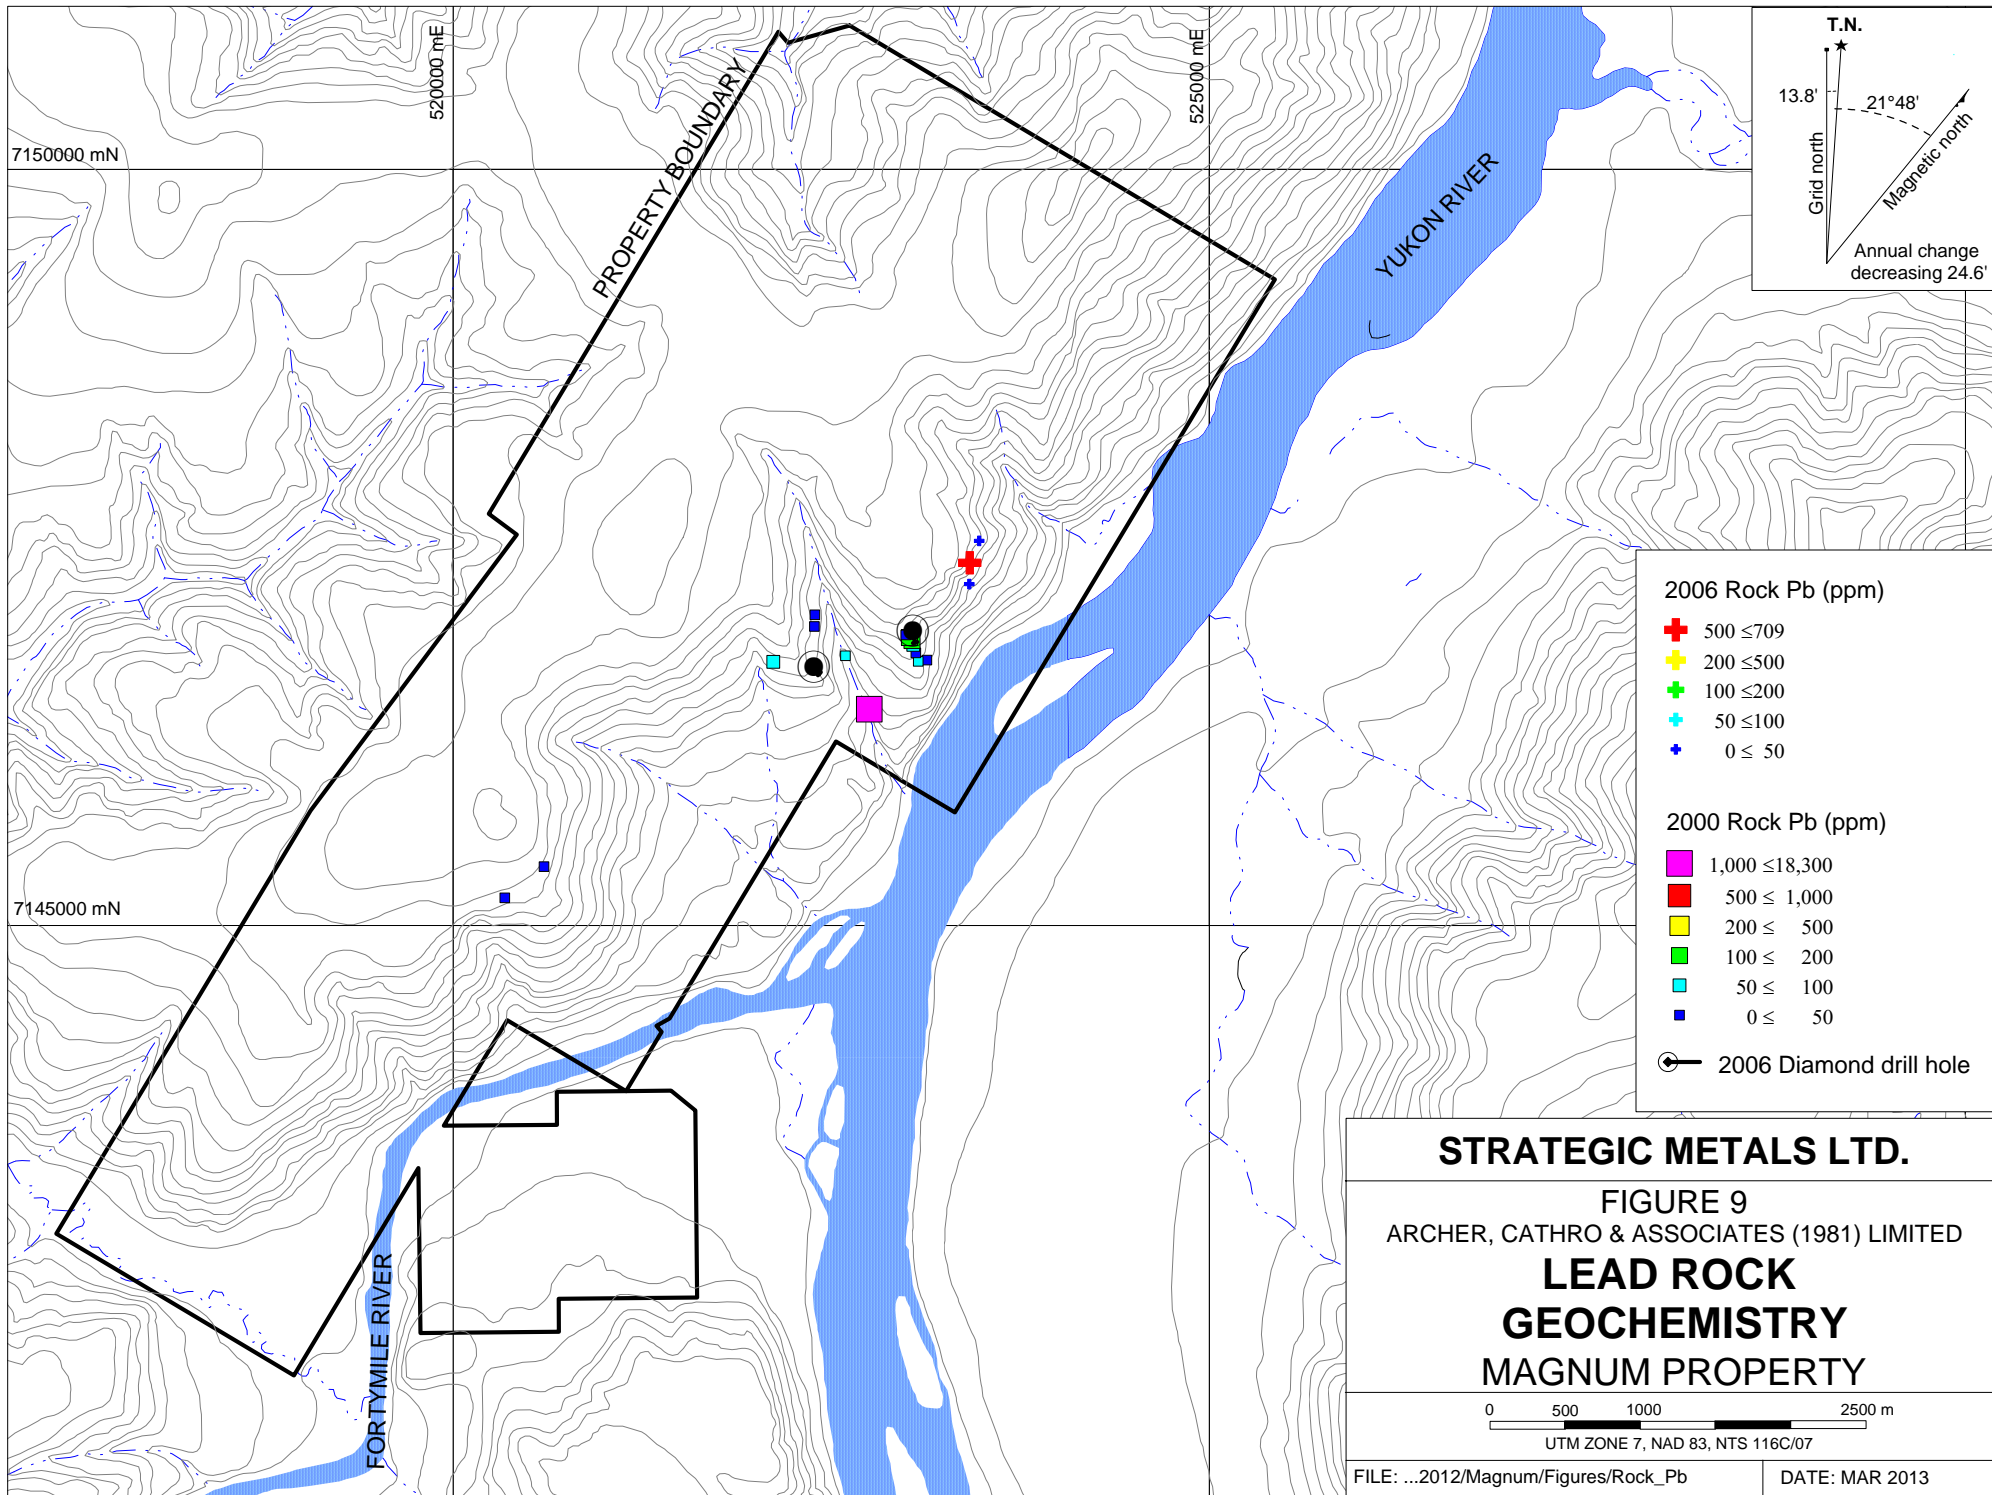 520000 mE
525000 mE
7150000 mN
7145000 mN
PROPERTY BOUNDARY
YUKON RIVER
FORTYMILE RIVER
T.N.
13.8'
21°48'
Grid north
Magnetic north
Annual change
decreasing 24.6'
2006 Rock Pb (ppm)
500 ≤709
200 ≤500
100 ≤200
50 ≤100
0 ≤ 50
2000 Rock Pb (ppm)
1,000 ≤18,300
500 ≤ 1,000
200 ≤ 500
100 ≤ 200
50 ≤ 100
0 ≤ 50
2006 Diamond drill hole
STRATEGIC METALS LTD.
FIGURE 9
ARCHER, CATHRO & ASSOCIATES (1981) LIMITED
LEAD ROCK
GEOCHEMISTRY
MAGNUM PROPERTY
0 500 1000 2500 m
UTM ZONE 7, NAD 83, NTS 116C/07
FILE: ...2012/Magnum/Figures/Rock_Pb
DATE: MAR 2013